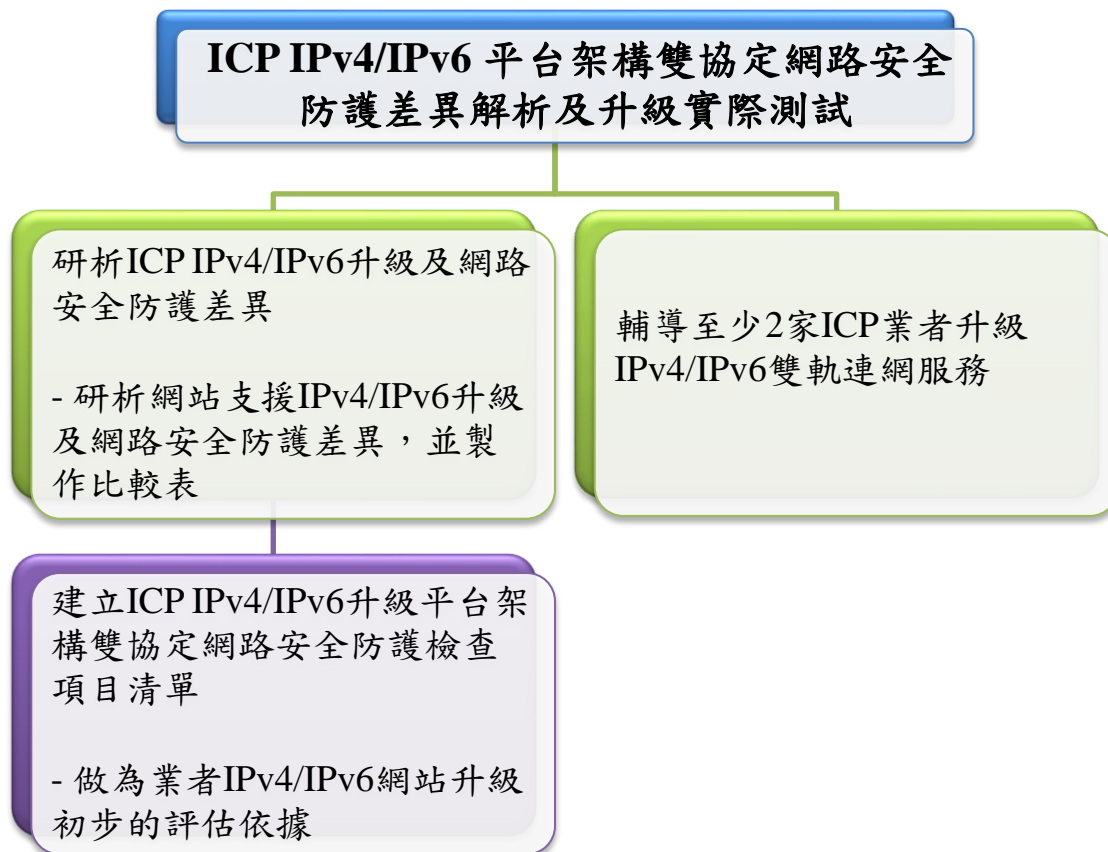 ICP IPv4/IPv6 平台架構雙協定網路安全
防護差異解析及升級實際測試
研析ICP IPv4/IPv6升級及網路
安全防護差異
- 研析網站支援IPv4/IPv6升級
及網路安全防護差異，並製
作比較表
輔導至少2家ICP業者升級
IPv4/IPv6雙軌連網服務
建立ICP IPv4/IPv6升級平台架
構雙協定網路安全防護檢查
項目清單
- 做為業者IPv4/IPv6網站升級
初步的評估依據